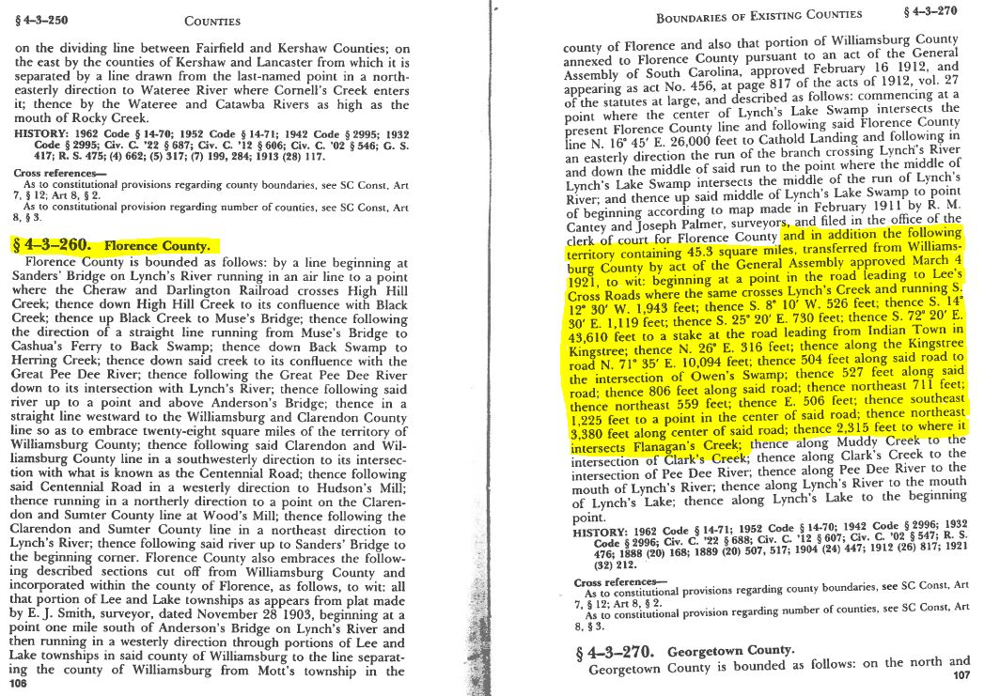 § 4–3–250 COUNTIES
on the dividing line between Fairfield and Kershaw Counties; on
the east by the counties of Kershaw and Lancaster from which it is
separated by a line drawn from the last-named point in a north-
easterly direction to Wateree River where Cornell's Creek enters
it; thence by the Wateree and Catawba Rivers as high as the
mouth of Rocky Creek.
HISTORY: 1962 Code § 14-70; 1952 Code § 14-71; 1942 Code § 2995; 1932
Code § 2995; Civ. C. '22 § 687; Civ. C. '12 § 606; Civ. C. '02 § 546; G. S.
417; R. S. 475; (4) 662; (5) 317; (7) 199, 284; 1913 (28) 117.
Cross references—
As to constitutional provisions regarding county boundaries, see SC Const, Art
7, § 12; Art 8, § 2.
As to constitutional provision regarding number of counties, see SC Const, Art
8, § 3.
§ 4–3–260. Florence County.
Florence County is bounded as follows: by a line beginning at
Sanders' Bridge on Lynch's River running in an air line to a point
where the Cheraw and Darlington Railroad crosses High Hill
Creek; thence down High Hill Creek to its confluence with Black
Creek; thence up Black Creek to Muse's Bridge; thence following
the direction of a straight line running from Muse's Bridge to
Cashua's Ferry to Back Swamp; thence down Back Swamp to
Herring Creek; thence down said creek to its confluence with the
Great Pee Dee River; thence following the Great Pee Dee River
down to its intersection with Lynch's River; thence following said
river up to a point and above Anderson's Bridge; thence in a
straight line westward to the Williamsburg and Clarendon County
line so as to embrace twenty-eight square miles of the territory of
Williamsburg County; thence following said Clarendon and Wil-
liamsburg County line in a southwesterly direction to its intersec-
tion with what is known as the Centennial Road; thence following
said Centennial Road in a westerly direction to Hudson's Mill;
thence running in a northerly direction to a point on the Claren-
don and Sumter County line at Wood's Mill; thence following the
Clarendon and Sumter County line in a northeast direction to
Lynch's River; thence following said river up to Sanders' Bridge to
the beginning corner. Florence County also embraces the follow-
ing described sections cut off from Williamsburg County and
incorporated within the county of Florence, as follows, to wit: all
that portion of Lee and Lake townships as appears from plat made
by E. J. Smith, surveyor, dated November 28 1903, beginning at a
point one mile south of Anderson's Bridge on Lynch's River and
then running in a westerly direction through portions of Lee and
Lake townships in said county of Williamsburg to the line separat-
ing the county of Williamsburg from Mott's township in the
106
BOUNDARIES OF EXISTING COUNTIES § 4–3–270
county of Florence and also that portion of Williamsburg County
annexed to Florence County pursuant to an act of the General
Assembly of South Carolina, approved February 16 1912, and
appearing as act No. 456, at page 817 of the acts of 1912, vol. 27
of the statutes at large, and described as follows: commencing at a
point where the center of Lynch's Lake Swamp intersects the
present Florence County line and following said Florence County
line N. 16° 45′ E. 26,000 feet to Cathold Landing and following in
an easterly direction the run of the branch crossing Lynch's River
and down the middle of said run to the point where the middle of
Lynch's Lake Swamp intersects the middle of the run of Lynch's
River; and thence up said middle of Lynch's Lake Swamp to point
of beginning according to map made in February 1911 by R. M.
Cantey and Joseph Palmer, surveyors, and filed in the office of the
clerk of court for Florence County and in addition the following
territory containing 45.3 square miles, transferred from Williams-
burg County by act of the General Assembly approved March 4
1921, to wit: beginning at a point in the road leading to Lee's
Cross Roads where the same crosses Lynch's Creek and running S.
12° 30′ W. 1,943 feet; thence S. 8° 10′ W. 526 feet; thence S. 14°
30′ E. 1,119 feet; thence S. 25° 20′ E. 730 feet; thence S. 72° 20′ E.
43,610 feet to a stake at the road leading from Indian Town in
Kingstree; thence N. 26° E. 316 feet; thence along the Kingstree
road N. 71° 35′ E. 10,094 feet; thence 504 feet along said road to
the intersection of Owen's Swamp; thence 527 feet along said
road; thence 806 feet along said road; thence northeast 711 feet;
thence northeast 559 feet; thence E. 506 feet; thence southeast
1,225 feet to a point in the center of said road; thence northeast
3,380 feet along center of said road; thence 2,315 feet to where it
intersects Flanagan's Creek; thence along Muddy Creek to the
intersection of Clark's Creek; thence along Clark's Creek to the
intersection of Pee Dee River; thence along Pee Dee River to the
mouth of Lynch's River; thence along Lynch's River to the mouth
of Lynch's Lake; thence along Lynch's Lake to the beginning
point.
HISTORY: 1962 Code § 14-71; 1952 Code § 14-70; 1942 Code § 2996; 1932
Code § 2996; Civ. C. '22 § 688; Civ. C. '12 § 607; Civ. C. '02 § 547; R. S.
476; 1888 (20) 168; 1889 (20) 507, 517; 1904 (24) 447; 1912 (26) 817; 1921
(32) 212.
Cross references—
As to constitutional provisions regarding county boundaries, see SC Const, Art
7, § 12; Art 8, § 2.
As to constitutional provision regarding number of counties, see SC Const, Art
8, § 3.
§ 4–3–270. Georgetown County.
Georgetown County is bounded as follows: on the north and
107